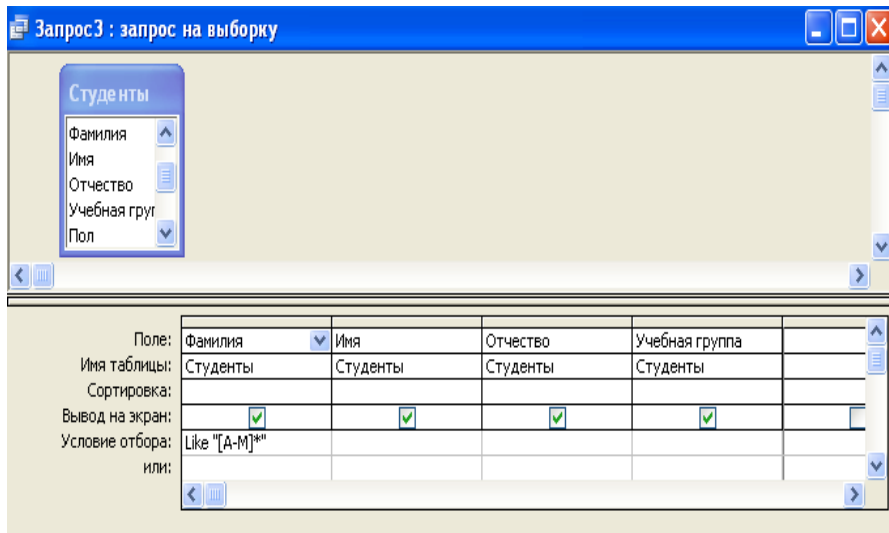 Запрос3 : запрос на выборку
Студенты
Фамилия
Имя
Отчество
Учебная груг
Пол
Поле: Фамилия Имя Отчество Учебная группа
Имя таблицы: Студенты Студенты Студенты Студенты
Сортировка:
Вывод на экран:
Условие отбора: Like "[А-М]*"
или: